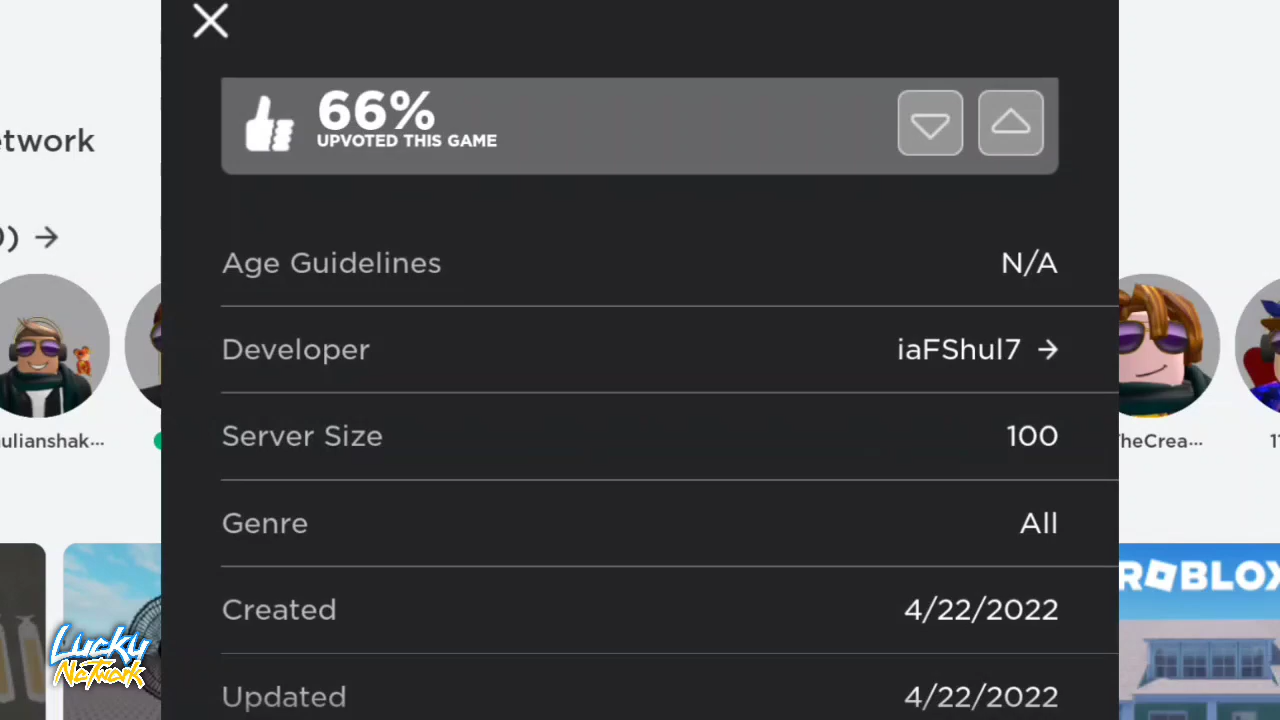 66%
UPVOTED THIS GAME
etwork
Age Guidelines N/A
Developer iaFShul7
Server Size 100
ulianshak...
heCrea...
Genre All
ROBLOX
Created 4/22/2022
Lucky
Network
Updated 4/22/2022